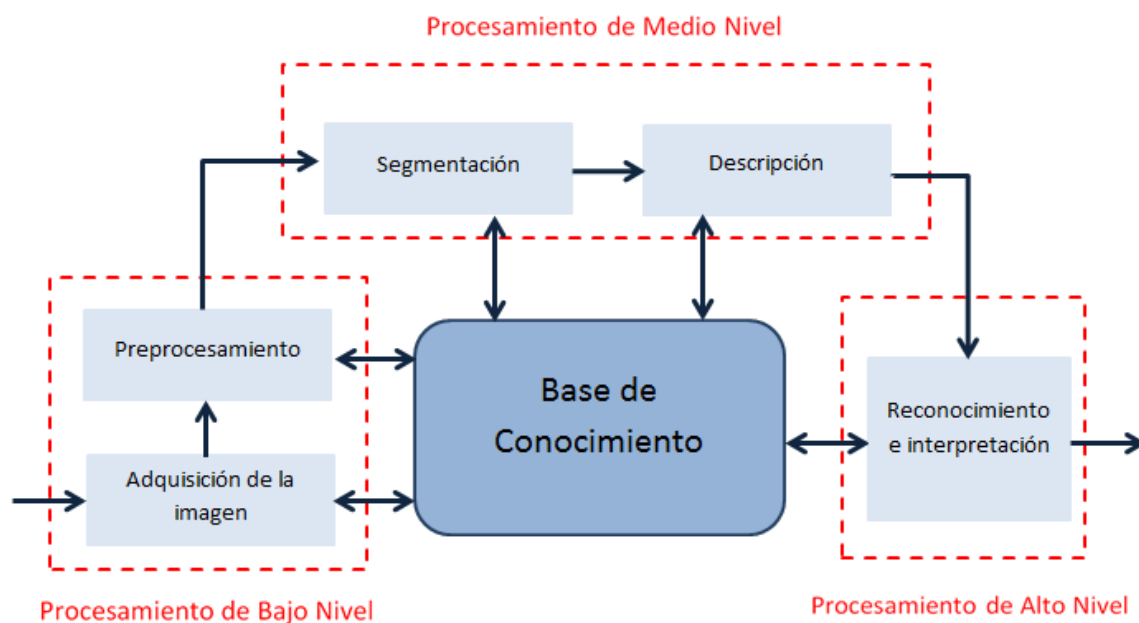 Procesamiento de Medio Nivel
Segmentación
Descripción
Preprocesamiento
Base de
Conocimiento
Reconocimiento
e interpretación
Adquisición de la
imagen
Procesamiento de Bajo Nivel
Procesamiento de Alto Nivel